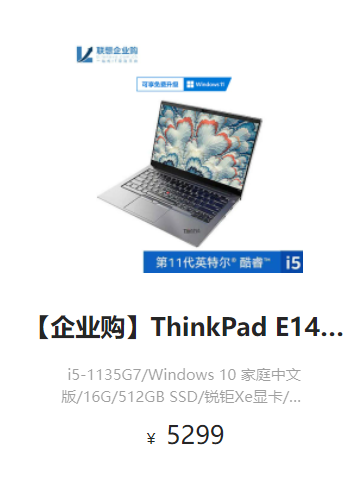 联想企业购
可享免费升级 Windows 11
第11代英特尔® 酷睿™ i5
【企业购】ThinkPad E14...
i5-1135G7/Windows 10 家庭中文
版/16G/512GB SSD/锐钜Xe显卡/...
¥ 5299